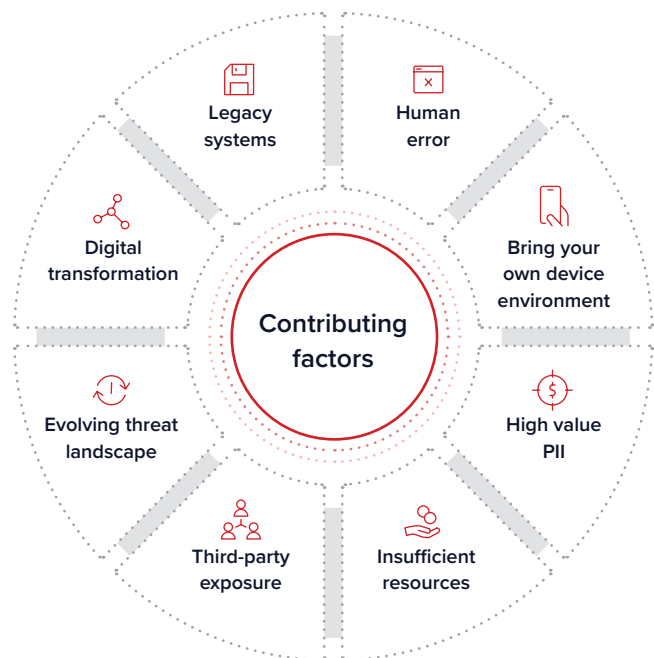 Legacy
systems
Human
error
Digital
transformation
Bring your
own device
environment
Contributing
factors
Evolving threat
landscape
$
High value
PII
Third-party
exposure
Insufficient
resources